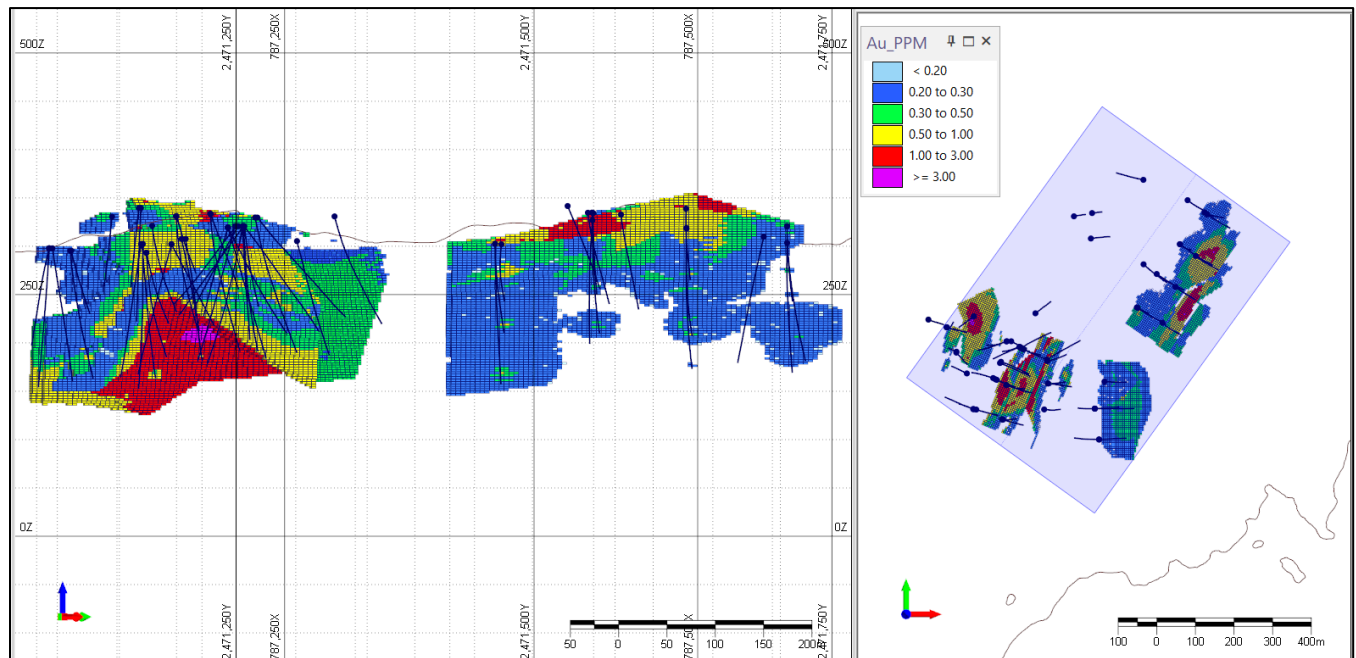 2,471,250Y
787,250X
2,471,500Y
787,500X
2,471,750Y
500Z
500Z
250Z
250Z
0Z
0Z
2,471,250Y
787,250X
2,471,500Y
787,500X
2,471,750Y
50 0 50 100 150 200
Au_PPM
< 0.20
0.20 to 0.30
0.30 to 0.50
0.50 to 1.00
1.00 to 3.00
>= 3.00
100 0 100 200 300 400m